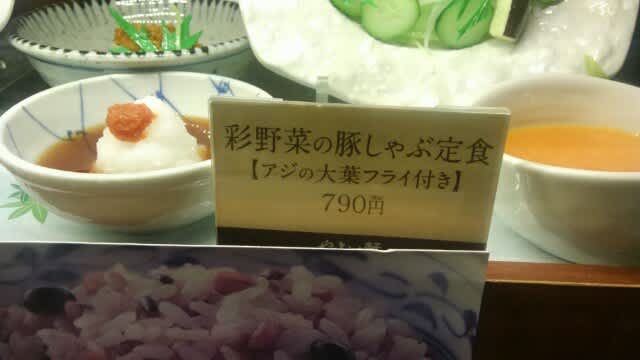 彩野菜の豚しゃぶ定食
【アジの大葉フライ付き】
790円